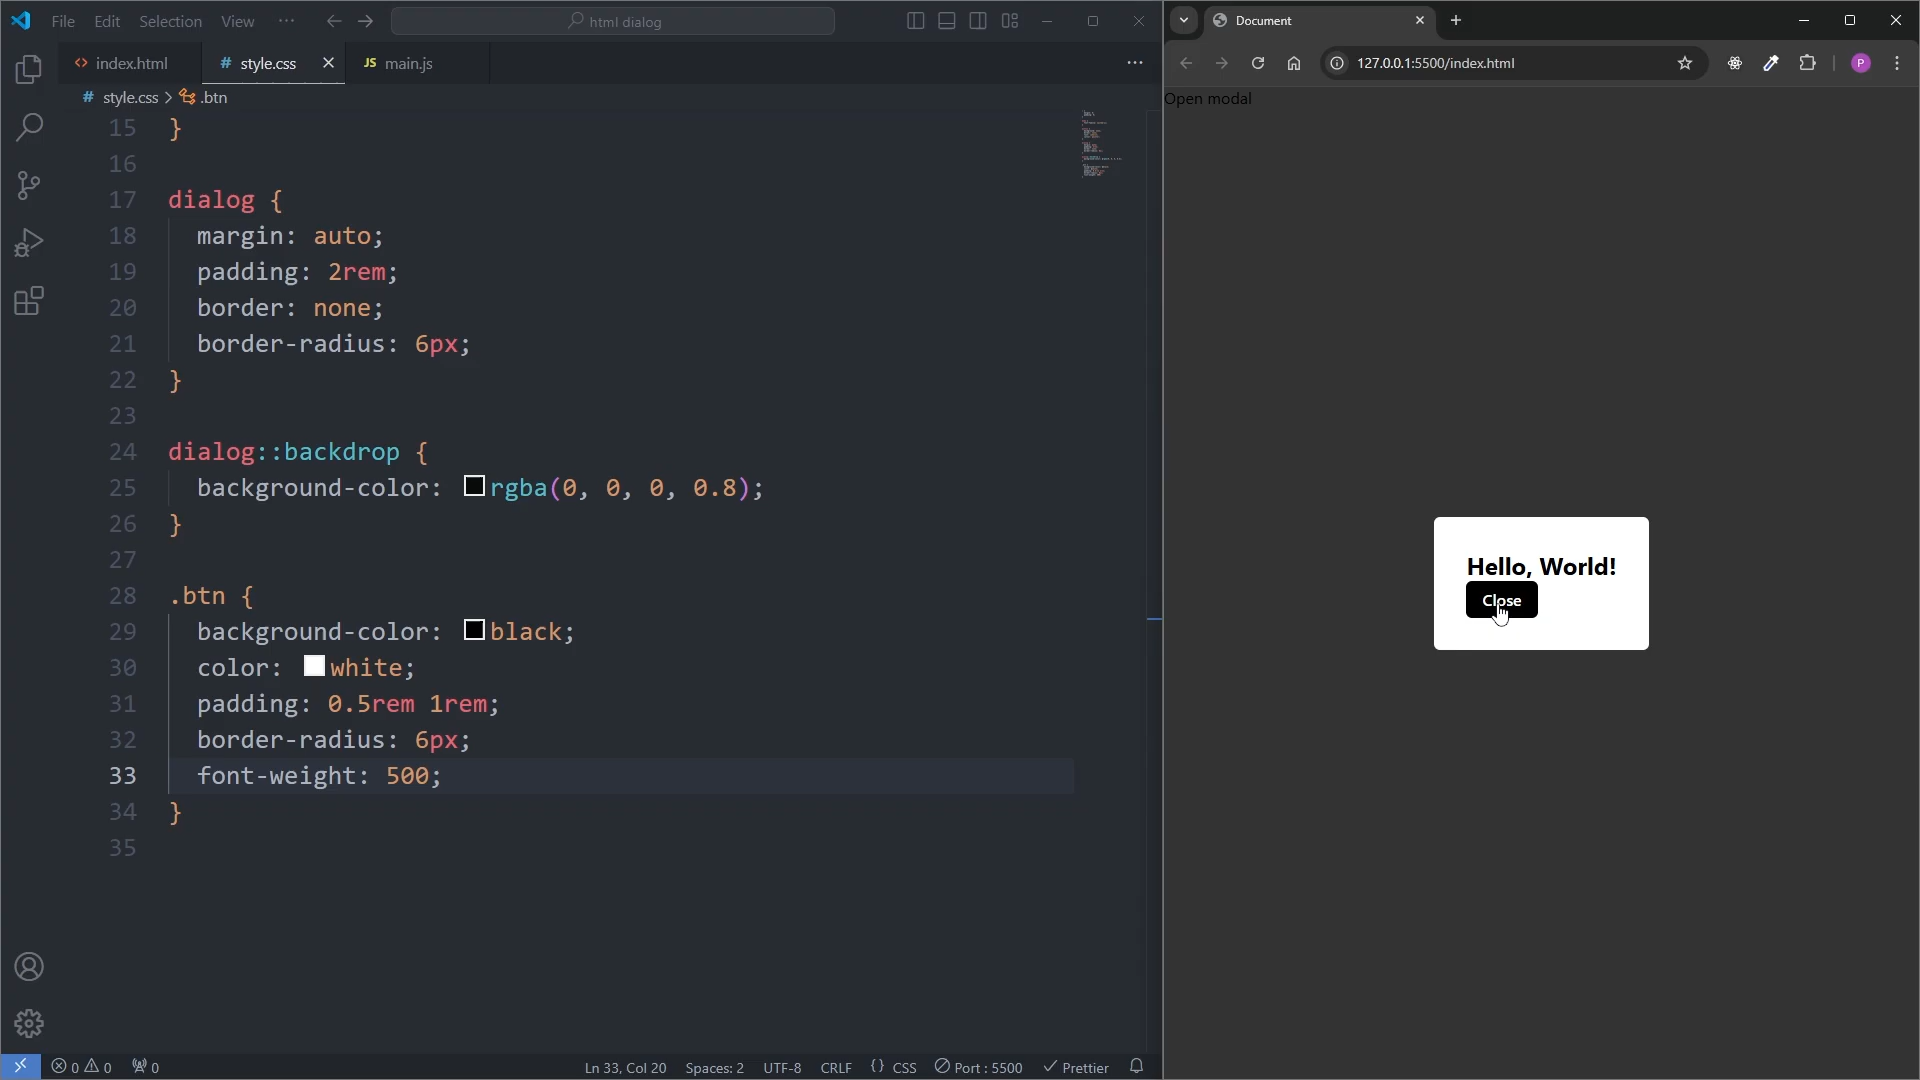 File Edit Selection View ··· html dialog
index.html # style.css JS main.js
# style.css > .btn
15 }
16
17 dialog {
18 margin: auto;
19 padding: 2rem;
20 border: none;
21 border-radius: 6px;
22 }
23
24 dialog::backdrop {
25 background-color: rgba(0, 0, 0, 0.8);
26 }
27
28 .btn {
29 background-color: black;
30 color: white;
31 padding: 0.5rem 1rem;
32 border-radius: 6px;
33 font-weight: 500;
34 }
35
0 0 0 Ln 33, Col 20 Spaces: 2 UTF-8 CRLF {} CSS Port : 5500 Prettier
Document
127.0.0.1:5500/index.html P
Open modal
Hello, World!
Close